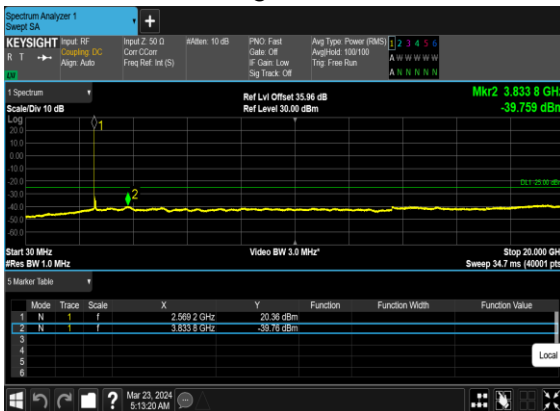 Spectrum Analyzer 1
Swept SA
+
KEYSIGHT Input: RF Input Z: 50 Ω #Atten: 10 dB PNO: Fast Avg Type: Power (RMS) 1 2 3 4 5 6
R T Coupling: DC Corr CCorr Gate: Off Avg|Hold: 100/100 A W W W W W
Align: Auto Freq Ref: Int (S) IF Gain: Low Trig: Free Run
LV Sig Track: Off A N N N N N
1 Spectrum Ref Lvl Offset 35.96 dB Mkr2 3.833 8 GHz
Scale/Div 10 dB Ref Level 30.00 dBm -39.759 dBm
Log
20.0
10.0
0.00
-10.0
-20.0
-30.0
-40.0
-50.0
-60.0
1
2
DL1 -25.00 dBm
Start 30 MHz Video BW 3.0 MHz* Stop 20.000 GH
#Res BW 1.0 MHz Sweep 34.7 ms (40001 pts
5 Marker Table
Mode Trace Scale X Y Function Function Width Function Value
1 N 1 f 2.569 2 GHz 20.36 dBm
2 N 1 f 3.833 8 GHz -39.76 dBm
3
4
5
6
Local
? Mar 23, 2024
5:13:20 AM